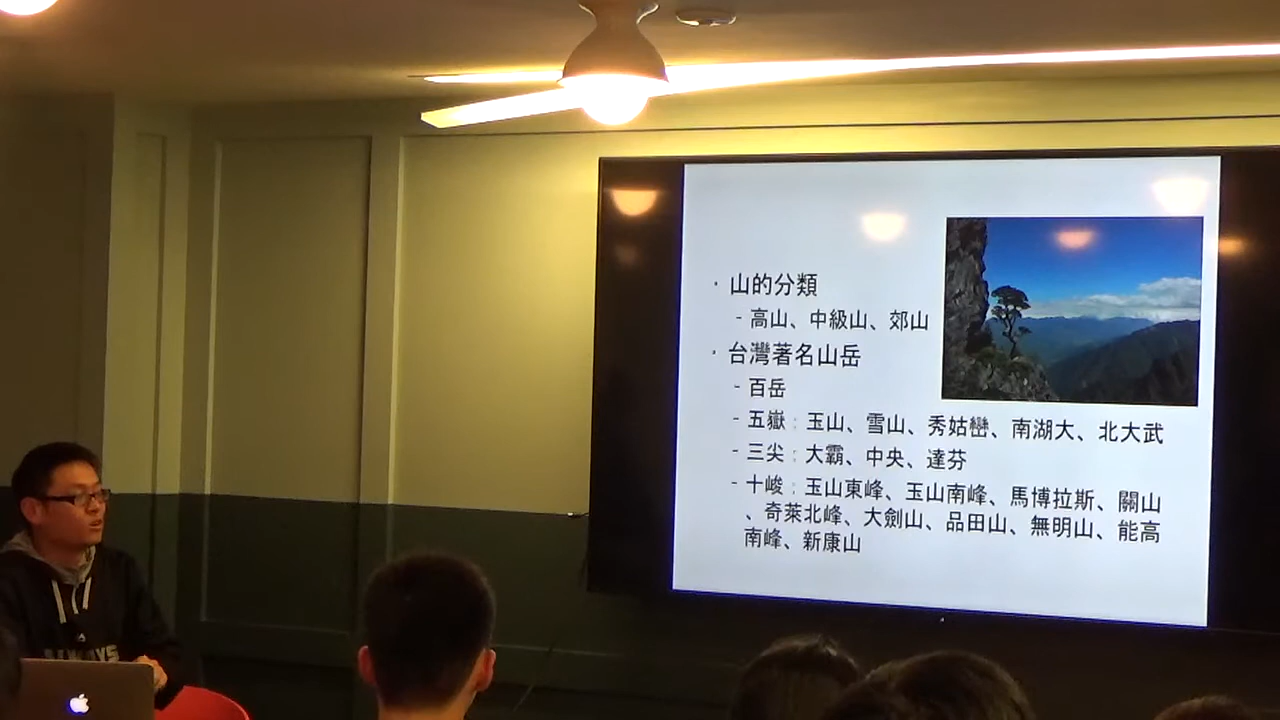 · 山的分類
- 高山、中級山、郊山
· 台灣著名山岳
- 百岳
- 五嶽：玉山、雪山、秀姑巒、南湖大、北大武
- 三尖：大霸、中央、達芬
- 十峻：玉山東峰、玉山南峰、馬博拉斯、關山
、奇萊北峰、大劍山、品田山、無明山、能高
南峰、新康山